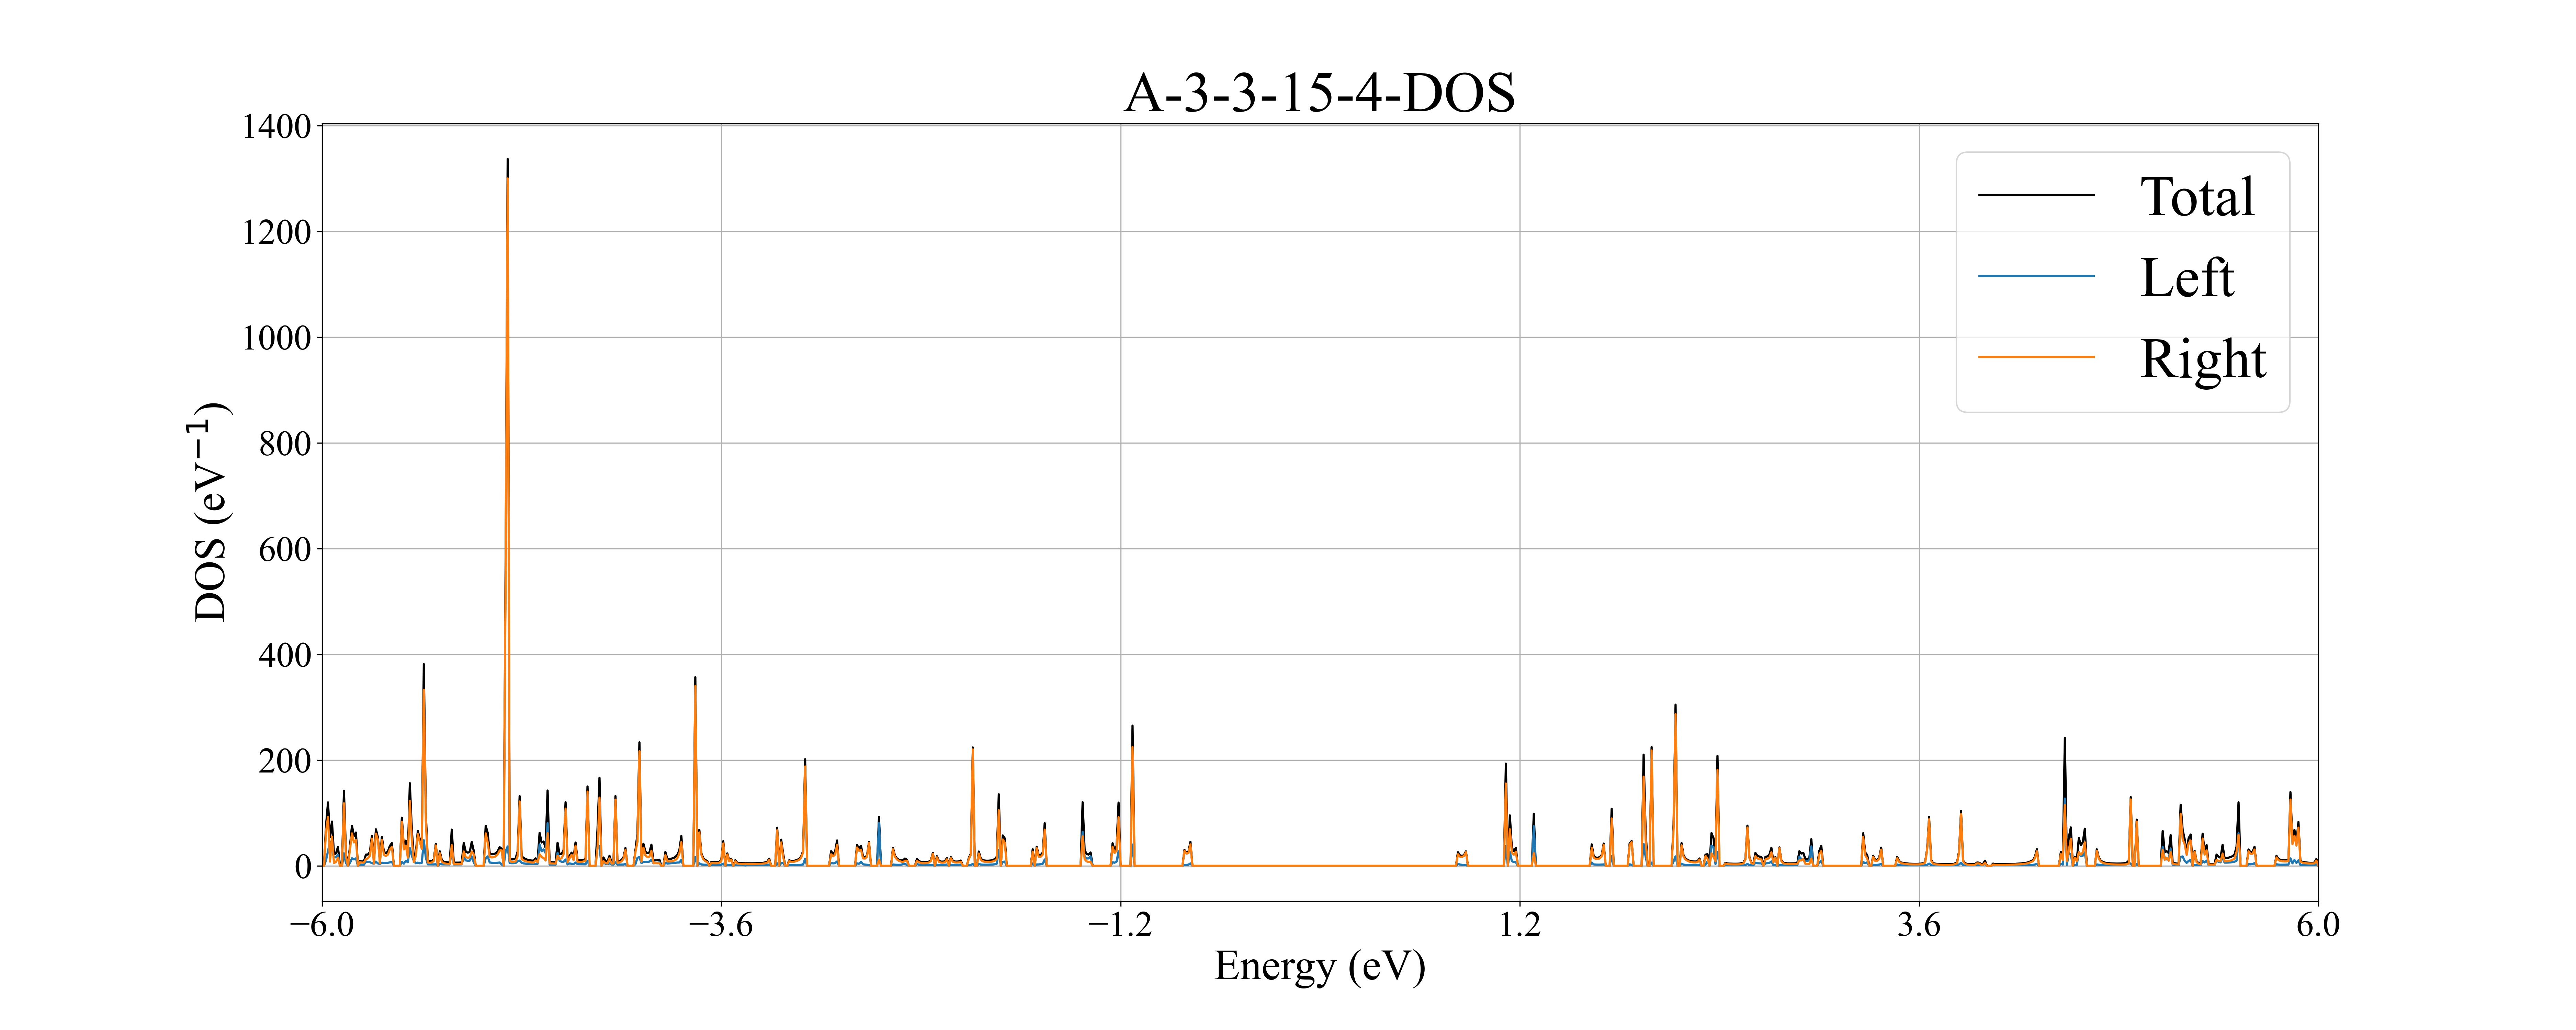 A-3-3-15-4-DOS
1400
1200
1000
800
600
400
200
0
DOS (eV⁻¹)
Total
Left
Right
−6.0
−3.6
−1.2
1.2
3.6
6.0
Energy (eV)